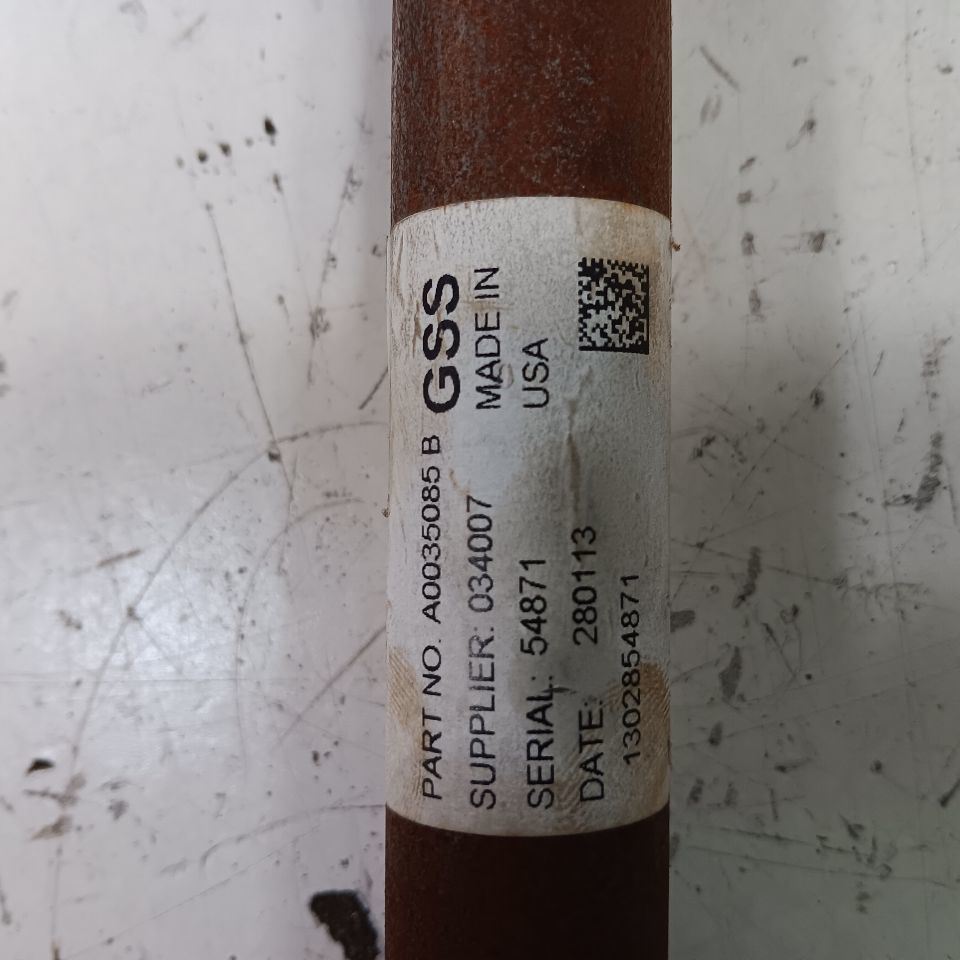 PART NO. A0035085 B GSS
SUPPLIER: 034007 MADE IN
SERIAL: 54871 USA
DATE: 280113
1302854871